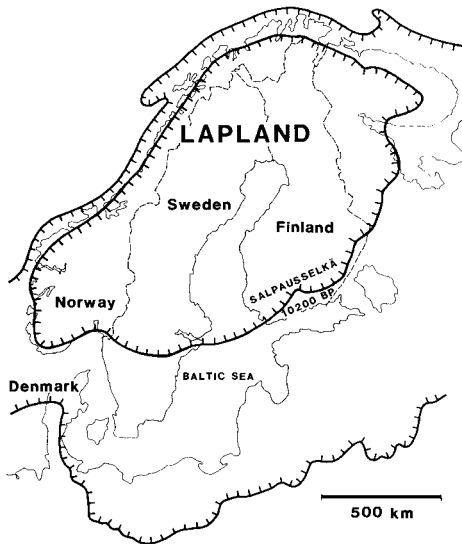 LAPLAND
Sweden
Finland
SALPAUSSELKÄ
10200 BP
Norway
Denmark
BALTIC SEA
500 km